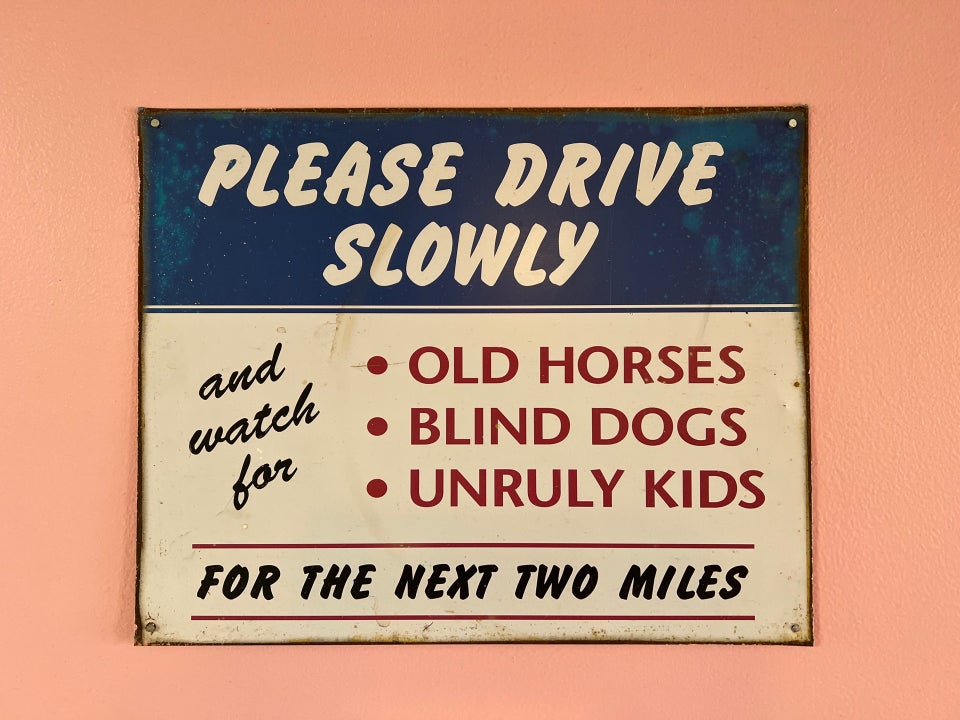 PLEASE DRIVE
SLOWLY
and
watch
for
• OLD HORSES
• BLIND DOGS
• UNRULY KIDS
FOR THE NEXT TWO MILES